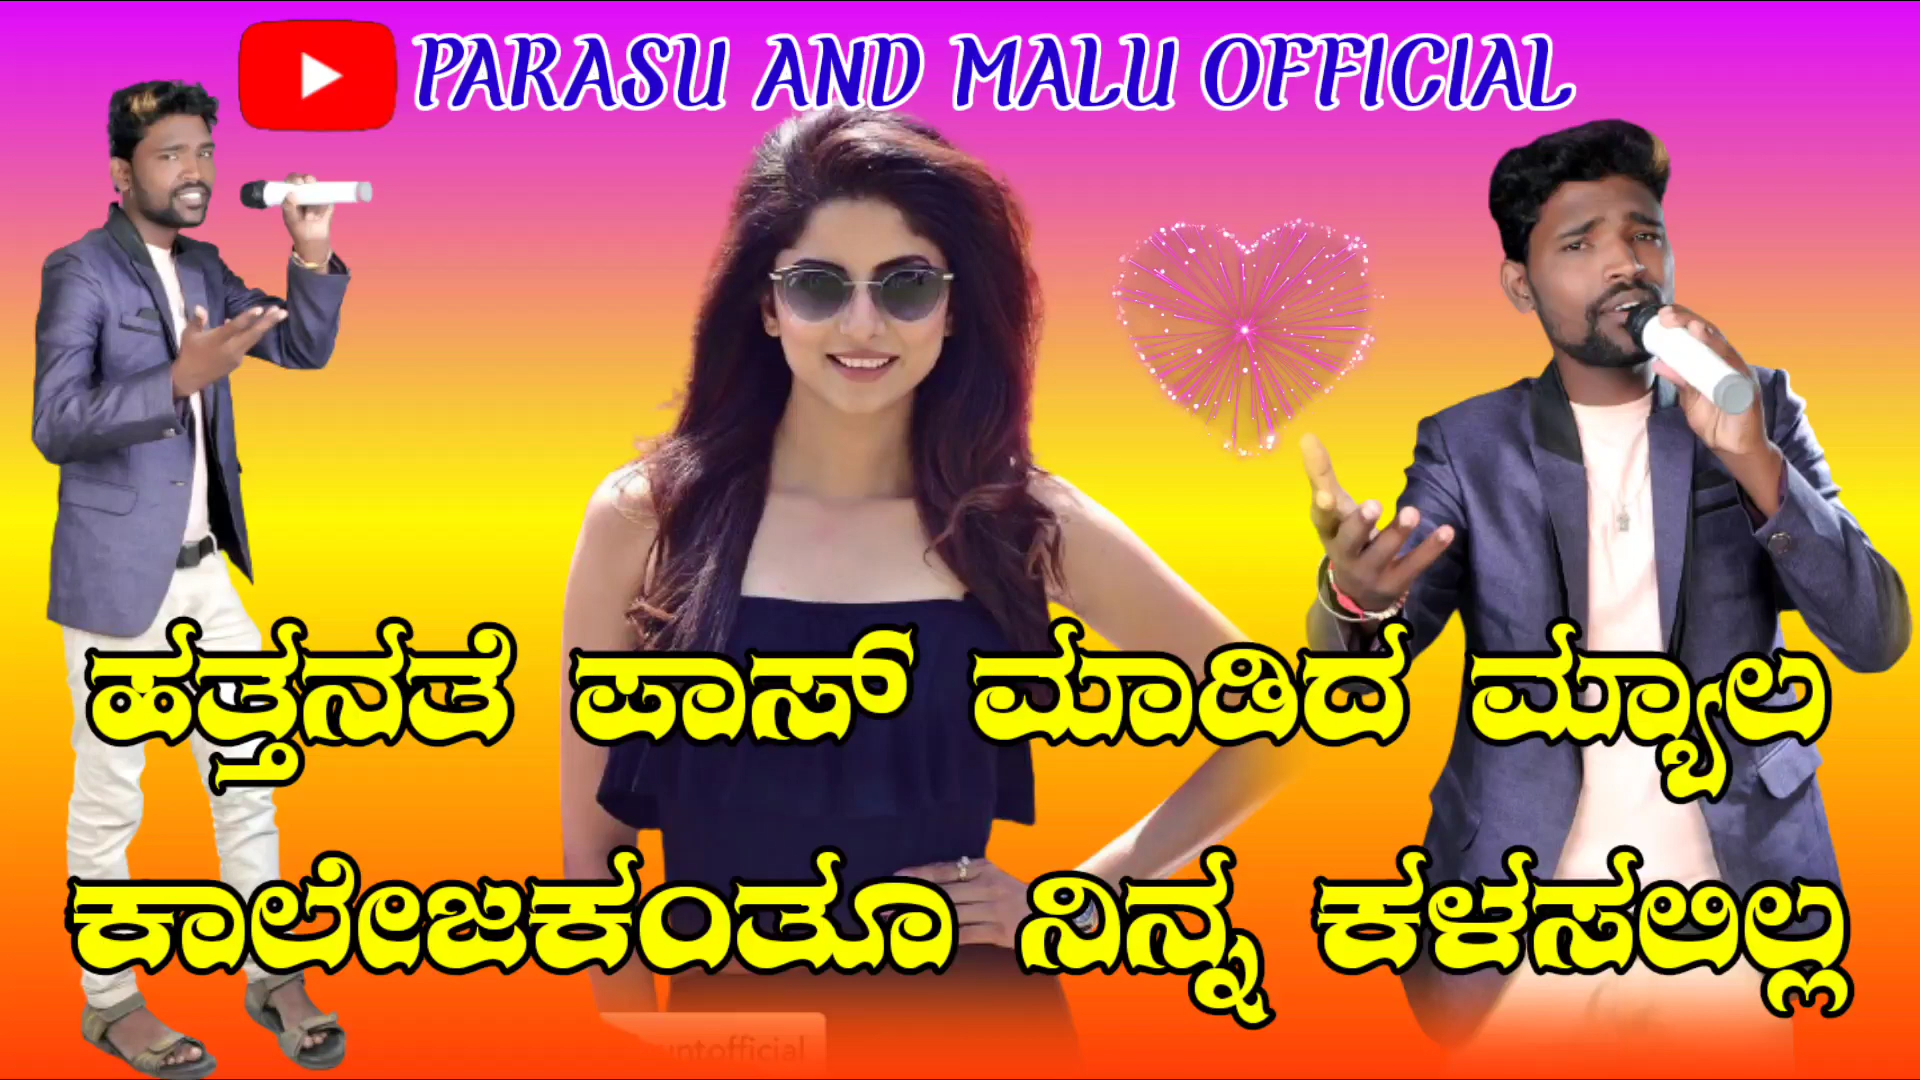 PARASU AND MALU OFFICIAL
ಹತ್ತನತೆ ಪಾಸ್ ಮಾಡಿದ ಮ್ಯಾಲ
ಕಾಲೇಜಕಂತೂ ನಿನ್ನ ಕಳಸಲಿಲ್ಲ